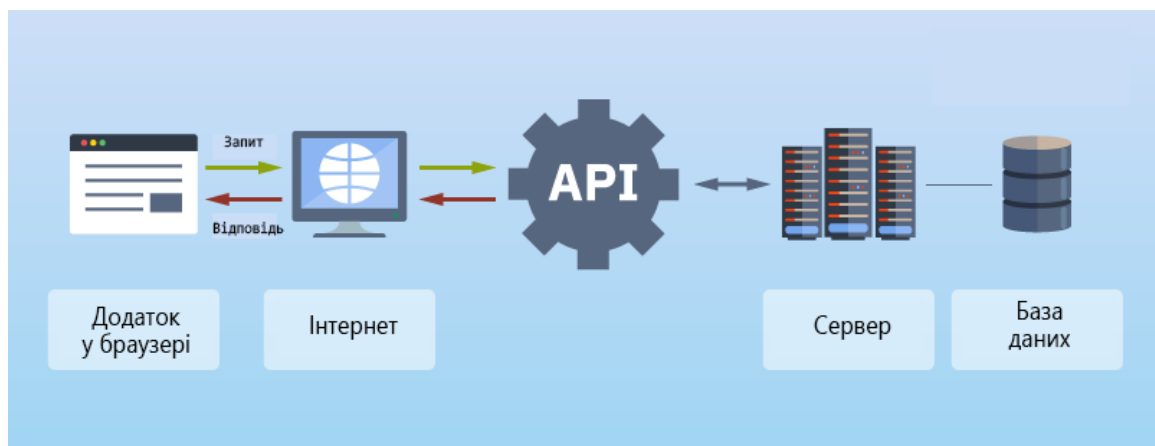 Запит
Відповідь
API
Додаток
у браузері
Інтернет
Сервер
База
даних